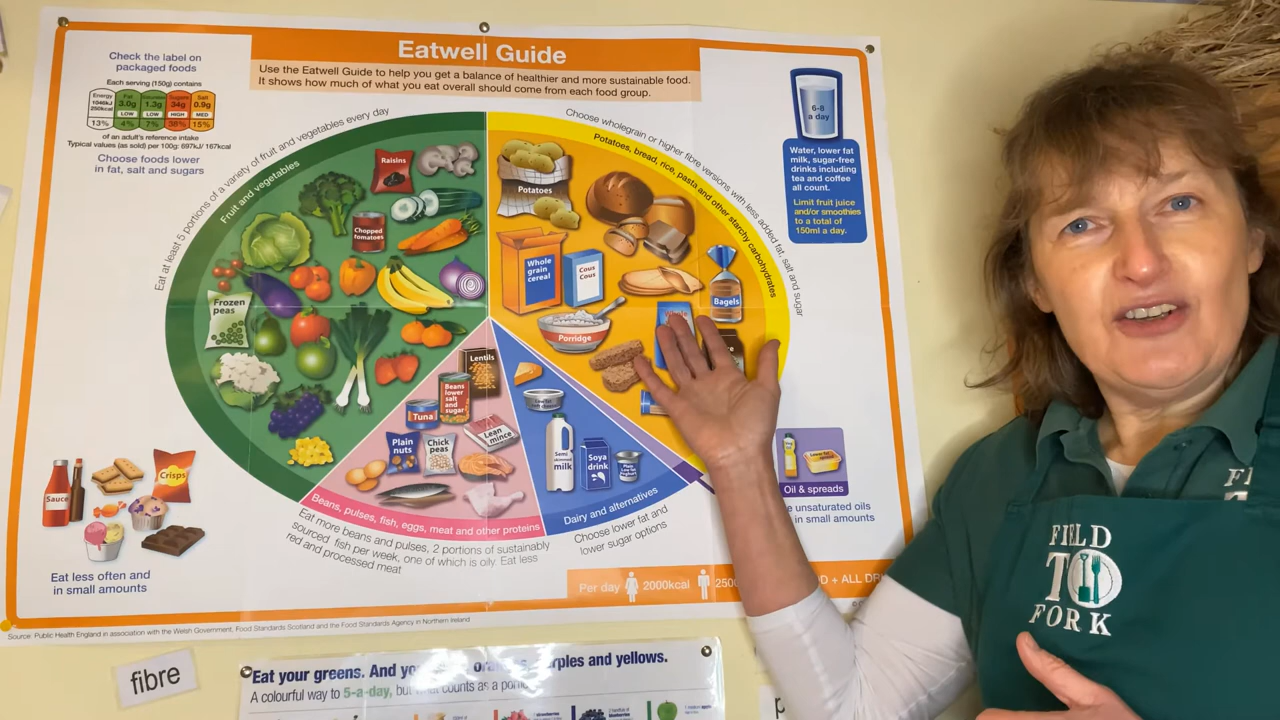 Eatwell Guide
Use the Eatwell Guide to help you get a balance of healthier and more sustainable food.
It shows how much of what you eat overall should come from each food group.
Check the label on
packaged foods
Each serving (150g) contains
Energy
1046kJ
250kcal
13%
Fat
3.0g
LOW
4%
Saturates
1.3g
LOW
7%
Sugars
34g
HIGH
38%
Salt
0.9g
MED
15%
of an adult's reference intake
Typical values (as sold) per 100g: 697kJ/ 167kcal
Choose foods lower
in fat, salt and sugars
Eat at least 5 portions of a variety of fruit and vegetables every day
Fruit and vegetables
Raisins
Chopped
tomatoes
Frozen
peas
Choose wholegrain or higher fibre versions with less added fat, salt and sugar
Potatoes, bread, rice, pasta and other starchy carbohydrates
Potatoes
Whole
grain
cereal
Cous
Cous
Bagels
Porridge
6-8
a day
Water, lower fat
milk, sugar-free
drinks including
tea and coffee
all count.
Limit fruit juice
and/or smoothies
to a total of
150ml a day.
Lentils
Beans
lower
salt
and
sugar
Tuna
Plain
nuts
Chick
peas
Lean
mince
Beans, pulses, fish, eggs, meat and other proteins
Eat more beans and pulses, 2 portions of sustainably
sourced fish per week, one of which is oily. Eat less
red and processed meat
Semi
skimmed
milk
Soya
drink
Dairy and alternatives
Choose lower fat and
lower sugar options
Oil & spreads
unsaturated oils
in small amounts
Sauce
Crisps
Eat less often and
in small amounts
Per day 2000kcal 2500
+ ALL
Source: Public Health England in association with the Welsh Government, Food Standards Scotland and the Food Standards Agency in Northern Ireland
fibre
Eat your greens. And purples and yellows.
A colourful way to 5-a-day, but counts as a
FIELD
TO
FORK